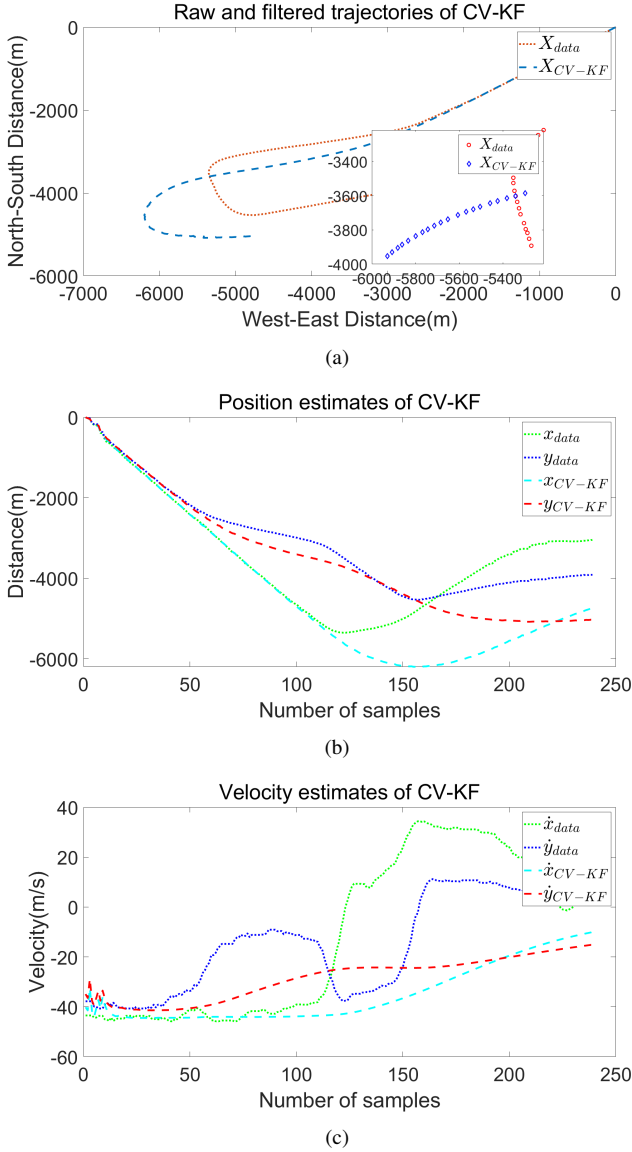 Raw and filtered trajectories of CV-KF
North-South Distance(m)
0
-2000
-4000
-6000
X_data
X_CV-KF
-3400
-3600
-3800
-4000
X_data
X_CV-KF
-6000 -5800 -5600 -5400
-7000 -6000 -5000 -4000 -3000 -2000 -1000 0
West-East Distance(m)
(a)
Position estimates of CV-KF
Distance(m)
0
-2000
-4000
-6000
x_data
y_data
x_CV-KF
y_CV-KF
0 50 100 150 200 250
Number of samples
(b)
Velocity estimates of CV-KF
Velocity(m/s)
40
20
0
-20
-40
-60
ẋ_data
ẏ_data
ẋ_CV-KF
ẏ_CV-KF
0 50 100 150 200 250
Number of samples
(c)